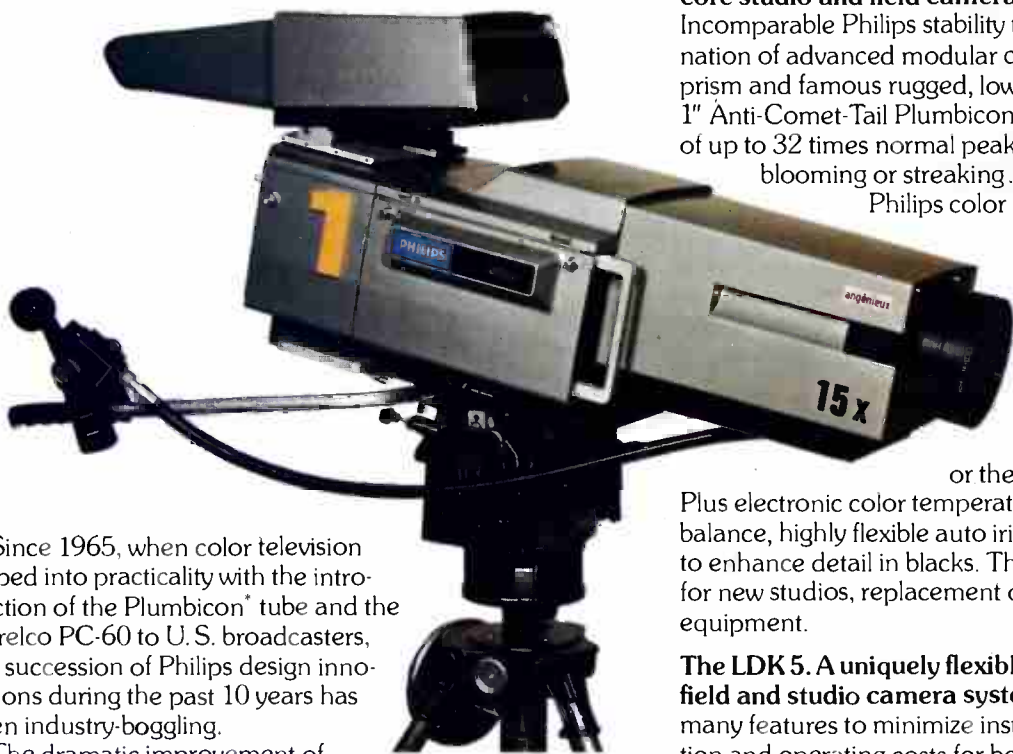 core studio and field camera
Incomparable Philips stability
nation of advanced modular
prism and famous rugged, low
1" Anti-Comet-Tail Plumbicon
of up to 32 times normal peak
blooming or streaking.
Philips color
1
PHILIPS
angénieux
15x
or the
Plus electronic color temperat
balance, highly flexible auto iri
to enhance detail in blacks. Th
for new studios, replacement
equipment.
The LDK 5. A uniquely flexibl
field and studio camera syste
many features to minimize inst
tion and operating costs for bo
Since 1965, when color television
ped into practicality with the intro-
ction of the Plumbicon* tube and the
relco PC-60 to U.S. broadcasters,
succession of Philips design inno-
ions during the past 10 years has
en industry-boggling.
The dramatic improvement of